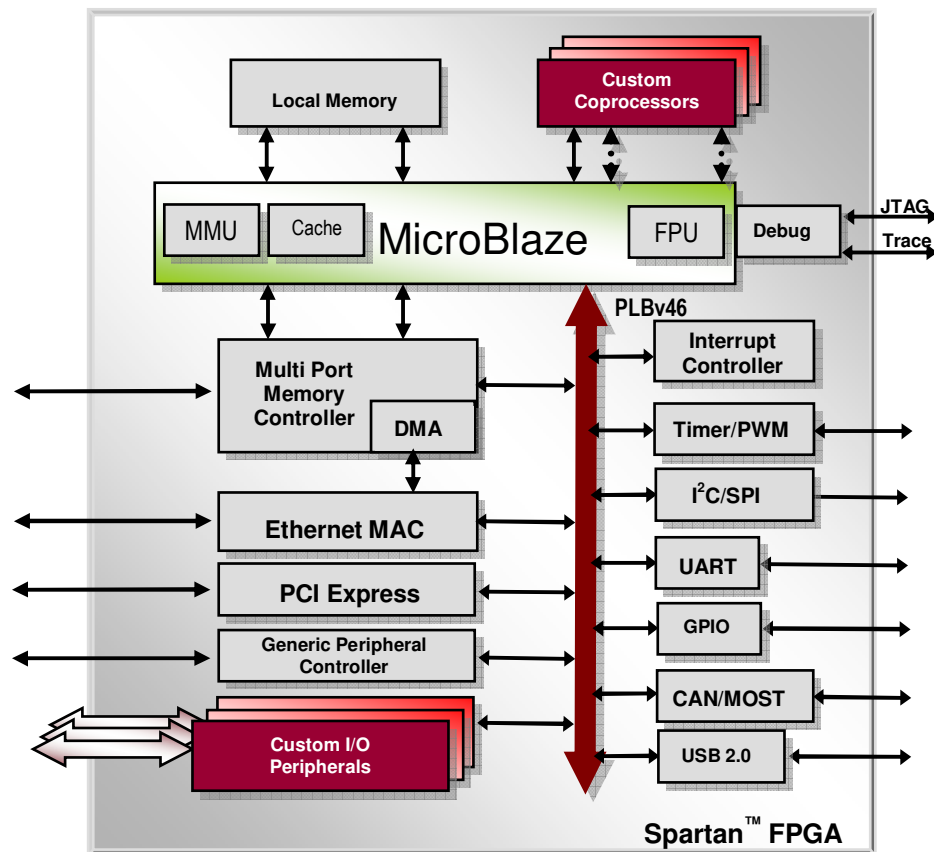 Local Memory
Custom
Coprocessors
MMU
Cache
MicroBlaze
FPU
Debug
JTAG
Trace
PLBv46
Multi Port
Memory
Controller
DMA
Interrupt
Controller
Timer/PWM
I²C/SPI
Ethernet MAC
UART
PCI Express
GPIO
Generic Peripheral
Controller
CAN/MOST
Custom I/O
Peripherals
USB 2.0
Spartan™ FPGA